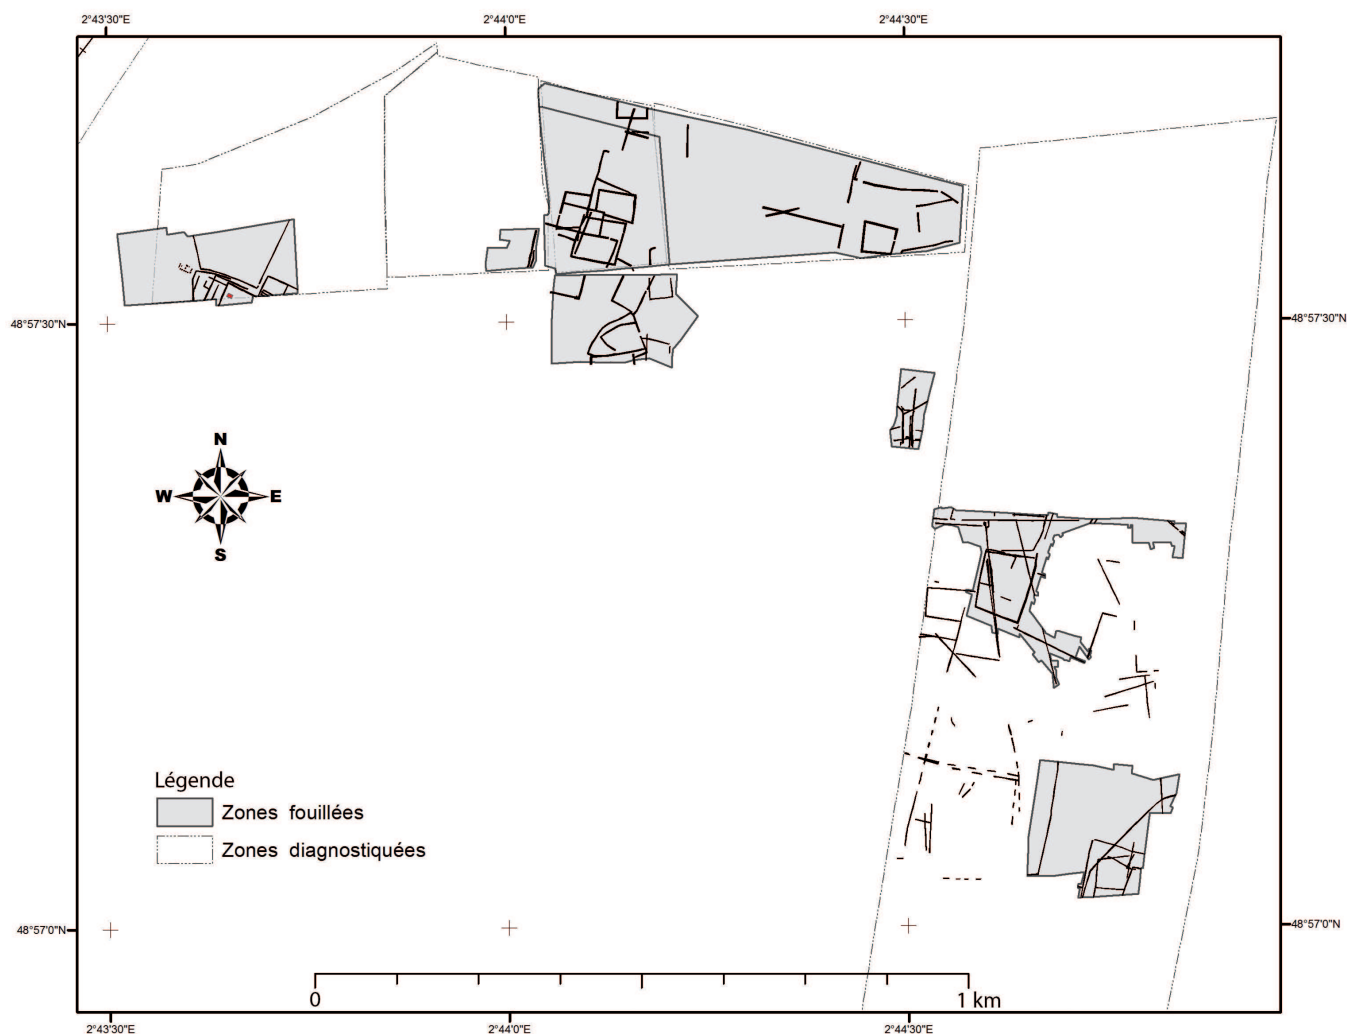 2°43'30"E 2°44'0"E 2°44'30"E
48°57'30"N 48°57'30"N
N
W E
S
Légende
Zones fouillées
Zones diagnostiquées
48°57'0"N 48°57'0"N
0 1 km
2°43'30"E 2°44'0"E 2°44'30"E